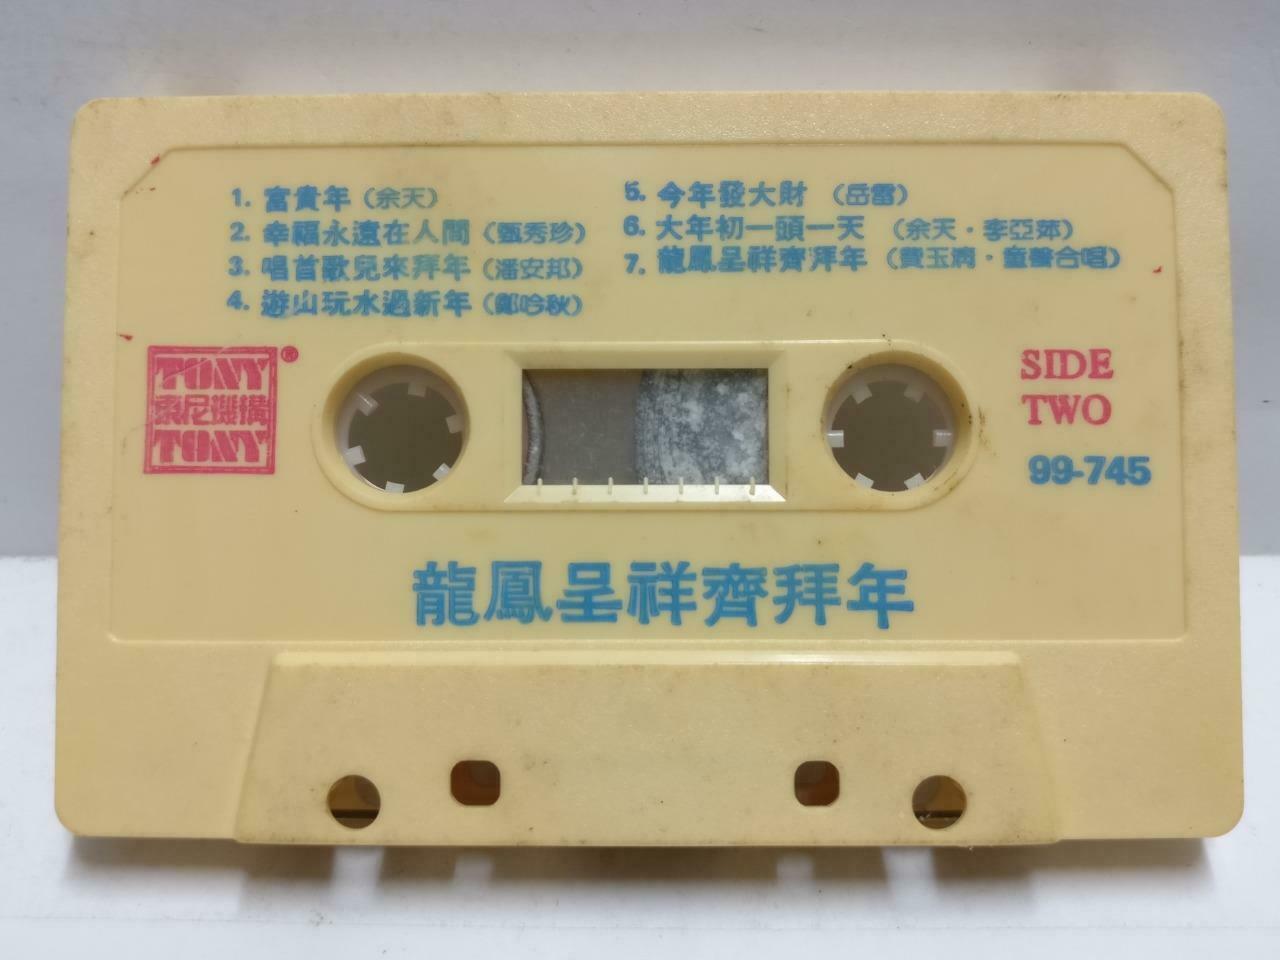 1. 富貴年 (余天)
2. 幸福永遠在人間 (甄秀珍)
3. 唱首歌兒來拜年 (潘安邦)
4. 遊山玩水過新年 (鄭吟秋)
5. 今年發大財 (岳雷)
6. 大年初一頭一天 (余天·李亞萍)
7. 龍鳳呈祥齊拜年 (費玉清·童聲合唱)
TONY®
索尼機構
TONY
SIDE
TWO
99-745
龍鳳呈祥齊拜年